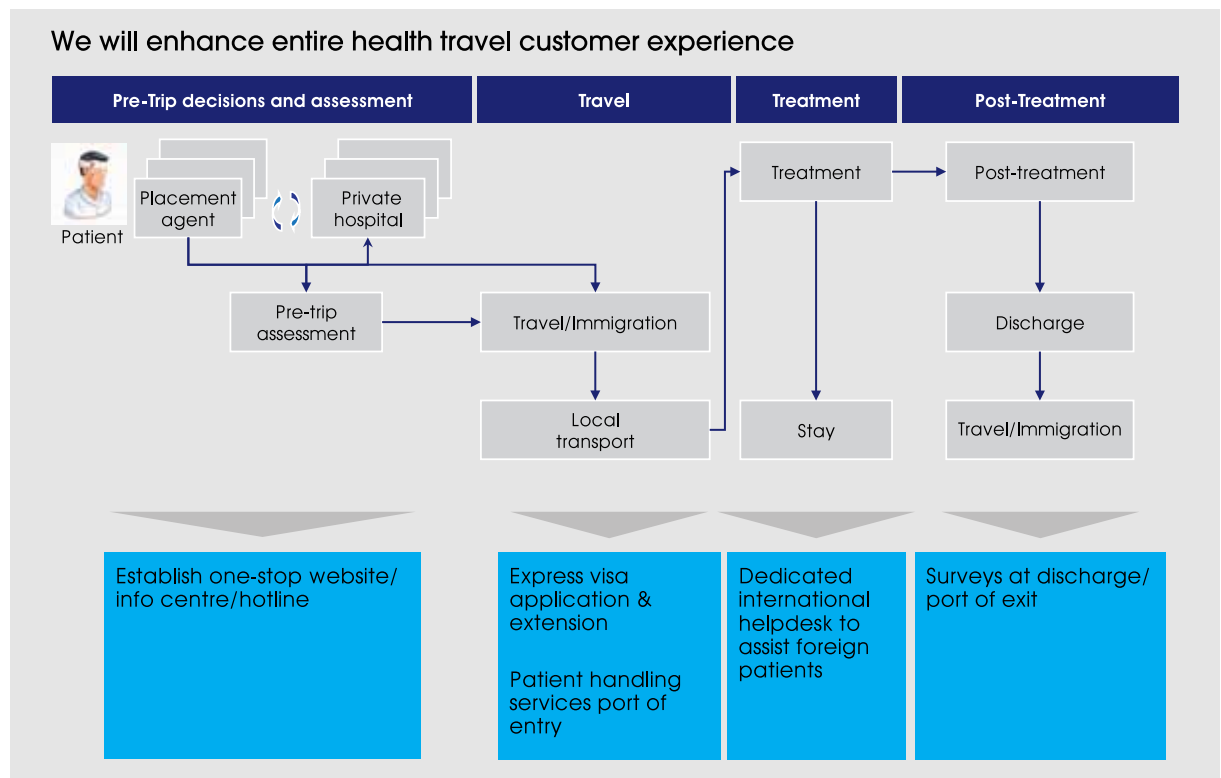 We will enhance entire health travel customer experience
Pre-Trip decisions and assessment
Travel
Treatment
Post-Treatment
Patient
Placement
agent
Private
hospital
Treatment
Post-treatment
Pre-trip
assessment
Travel/Immigration
Discharge
Local
transport
Stay
Travel/Immigration
Establish one-stop website/
info centre/hotline
Express visa
application &
extension
Patient handling
services port of
entry
Dedicated
international
helpdesk to
assist foreign
patients
Surveys at discharge/
port of exit